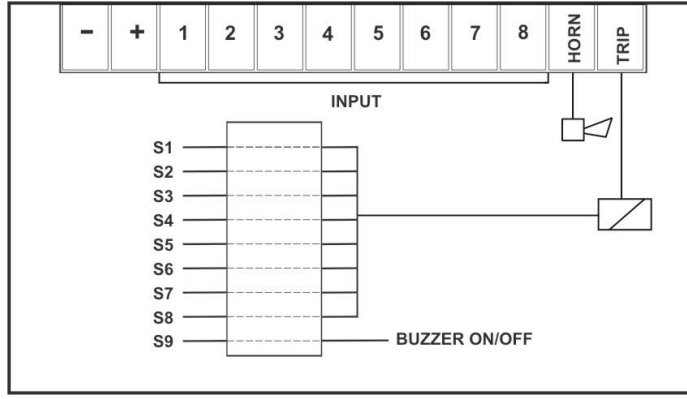 − + 1 2 3 4 5 6 7 8 HORN TRIP
INPUT
S1
S2
S3
S4
S5
S6
S7
S8
S9 BUZZER ON/OFF